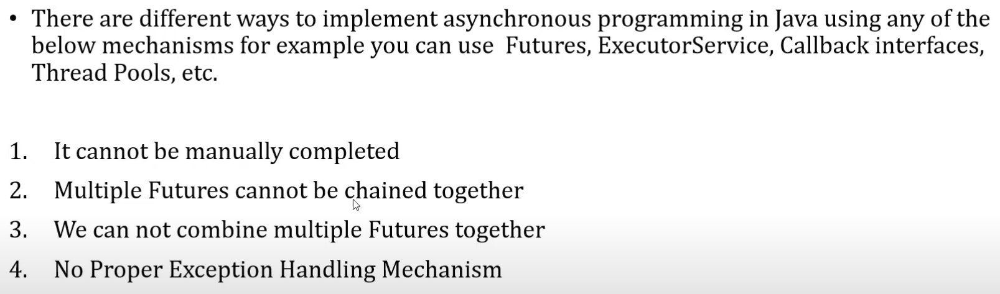 • There are different ways to implement asynchronous programming in Java using any of the
below mechanisms for example you can use  Futures, ExecutorService, Callback interfaces,
Thread Pools, etc.
1. It cannot be manually completed
2. Multiple Futures cannot be chained together
3. We can not combine multiple Futures together
4. No Proper Exception Handling Mechanism